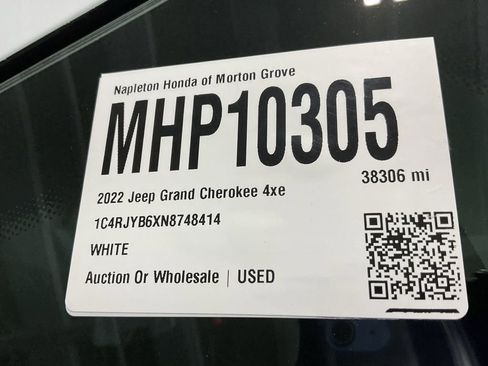 Napleton Honda of Morton Grove
MHP10305
38306 mi
2022 Jeep Grand Cherokee 4xe
1C4RJYB6XN8748414
WHITE
Auction Or Wholesale | USED